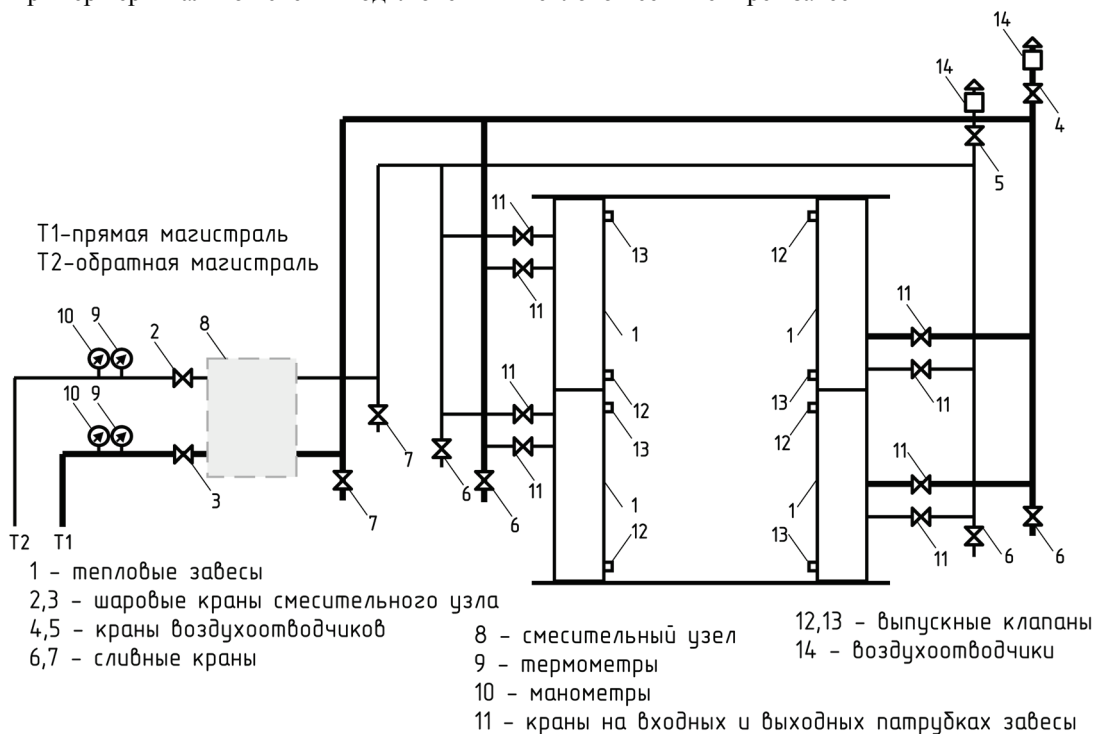 14
14
4
5
11
13
12
Т1-прямая магистраль
Т2-обратная магистраль
11
11
10
9
2
8
1
1
11
12
13
11
10
9
13
12
7
6
11
11
3
7
6
1
1
12
13
11
6
6
Т2
Т1
1 - тепловые завесы
2,3 - шаровые краны смесительного узла
4,5 - краны воздухоотводчиков
6,7 - сливные краны
8 - смесительный узел
9 - термометры
10 - манометры
11 - краны на входных и выходных патрубках завесы
12,13 - выпускные клапаны
14 - воздухоотводчики